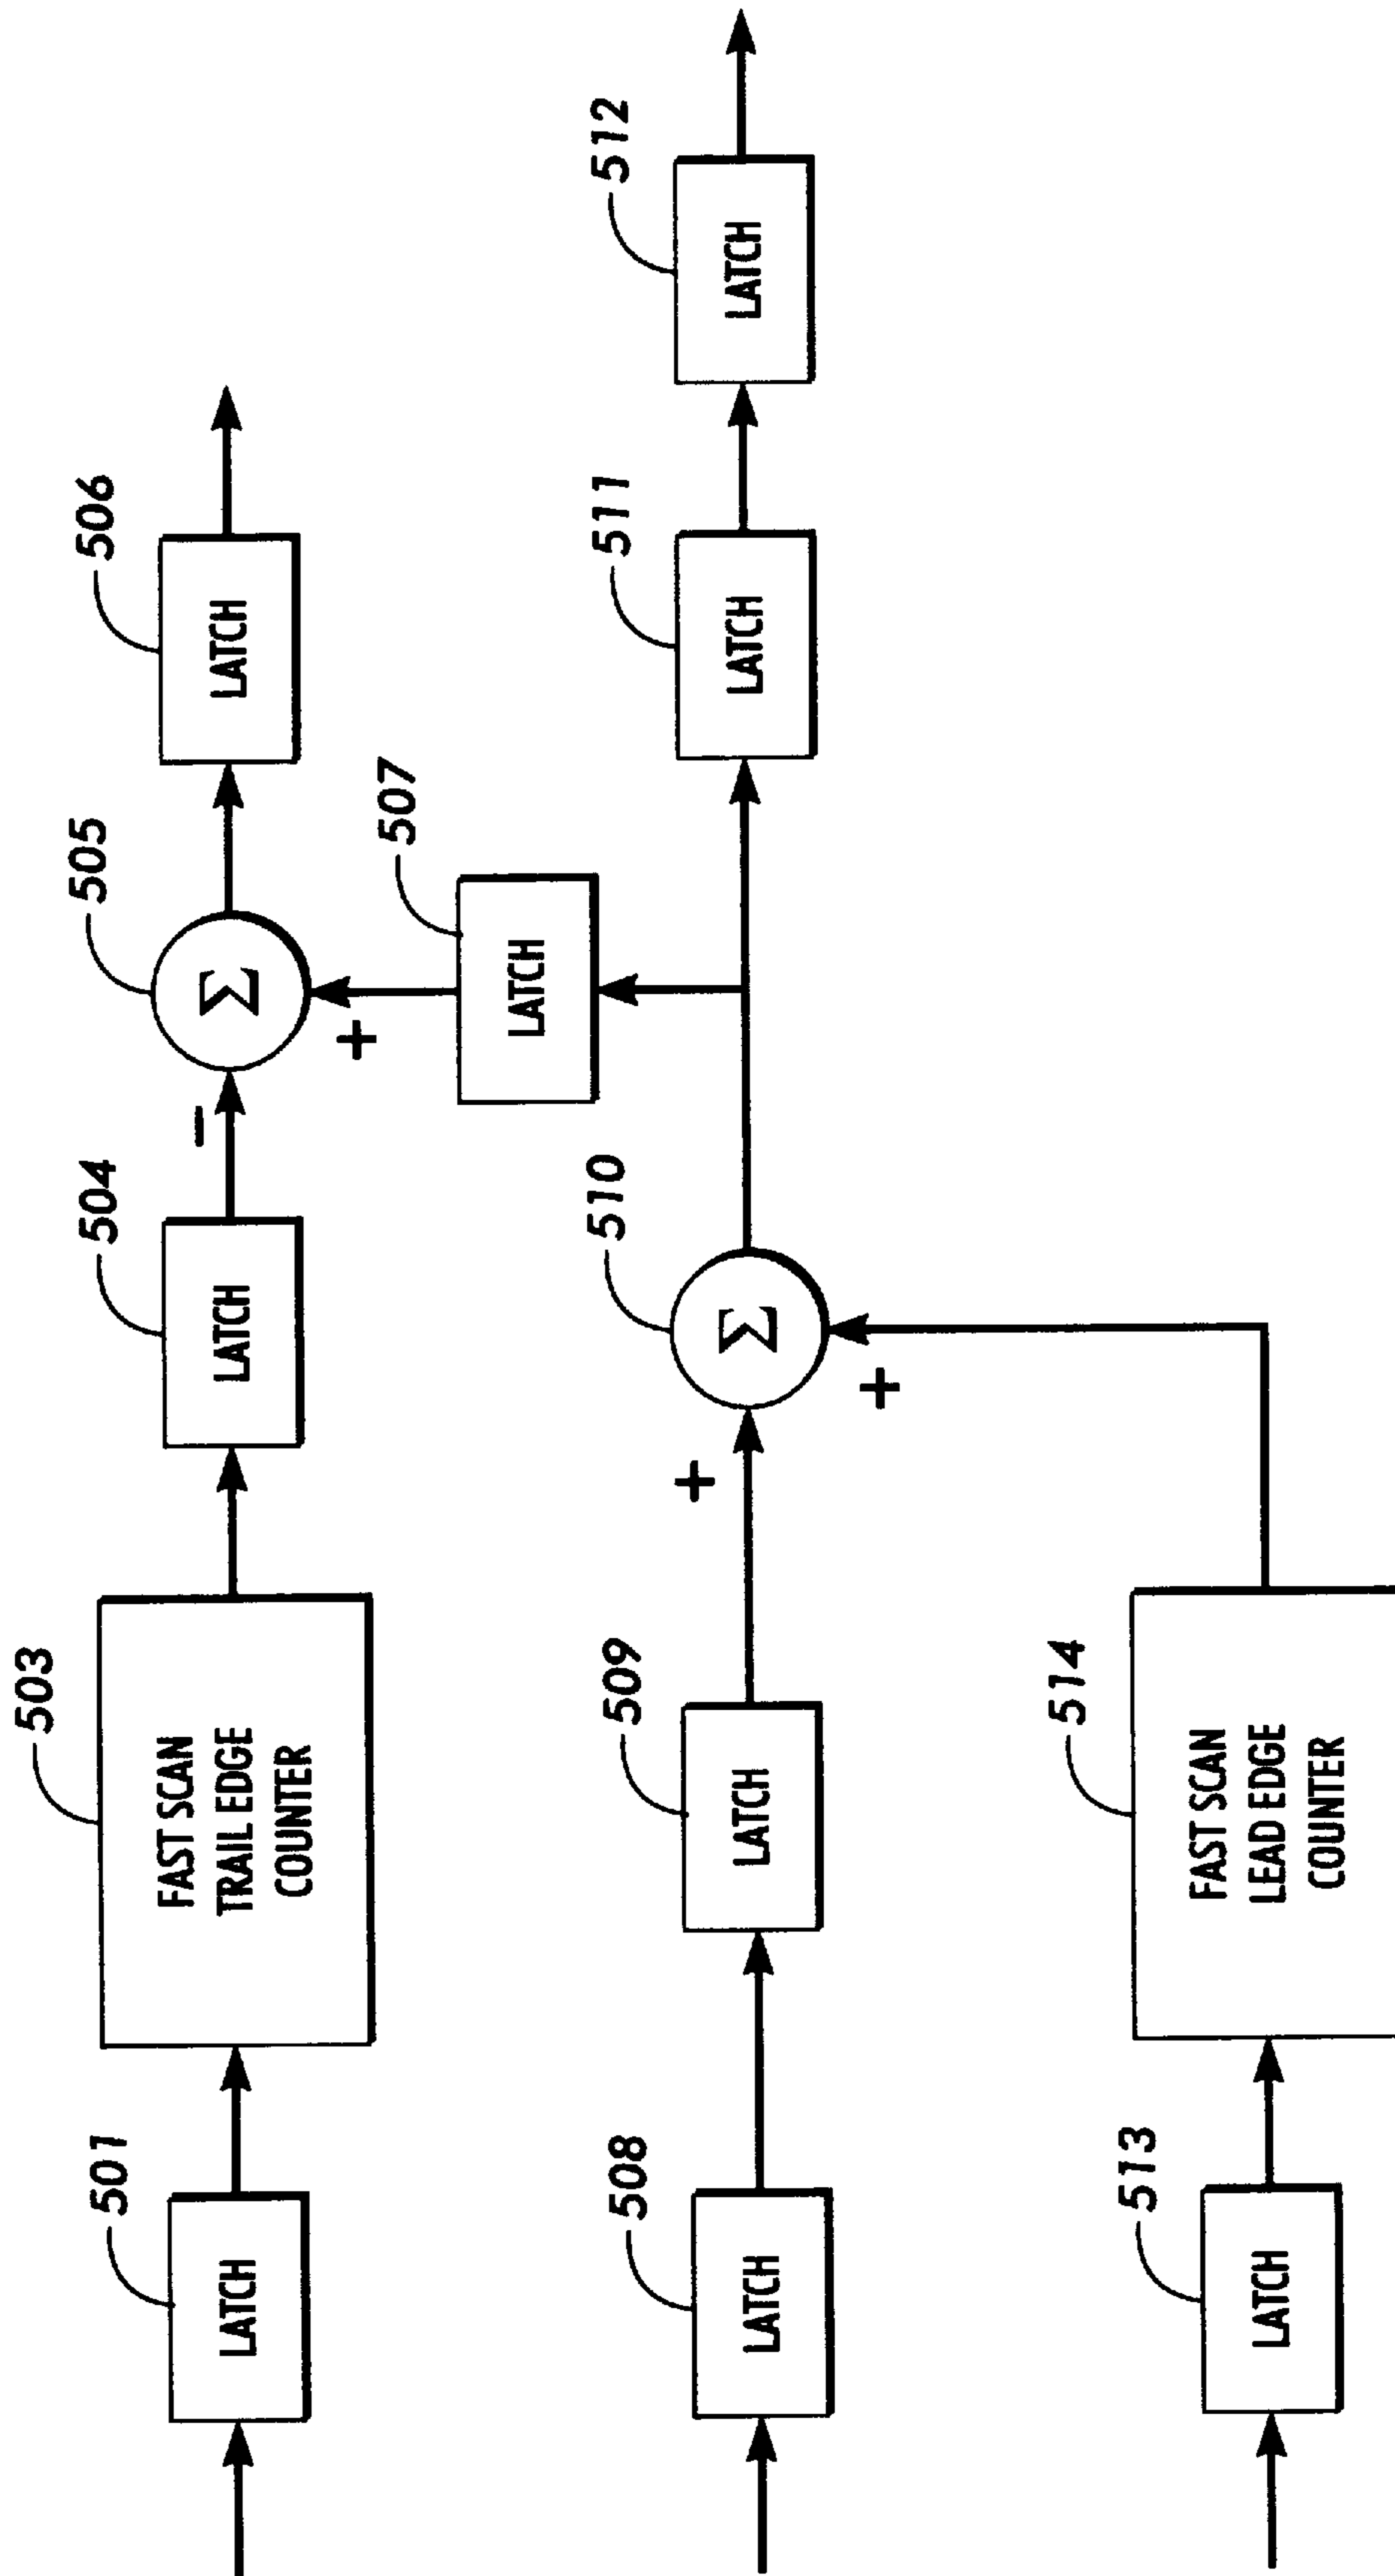 501
LATCH
503
FAST SCAN
TRAIL EDGE
COUNTER
504
LATCH
-
505
Σ
+
506
LATCH
507
LATCH
508
LATCH
509
LATCH
+
510
Σ
+
511
LATCH
512
LATCH
513
LATCH
514
FAST SCAN
LEAD EDGE
COUNTER